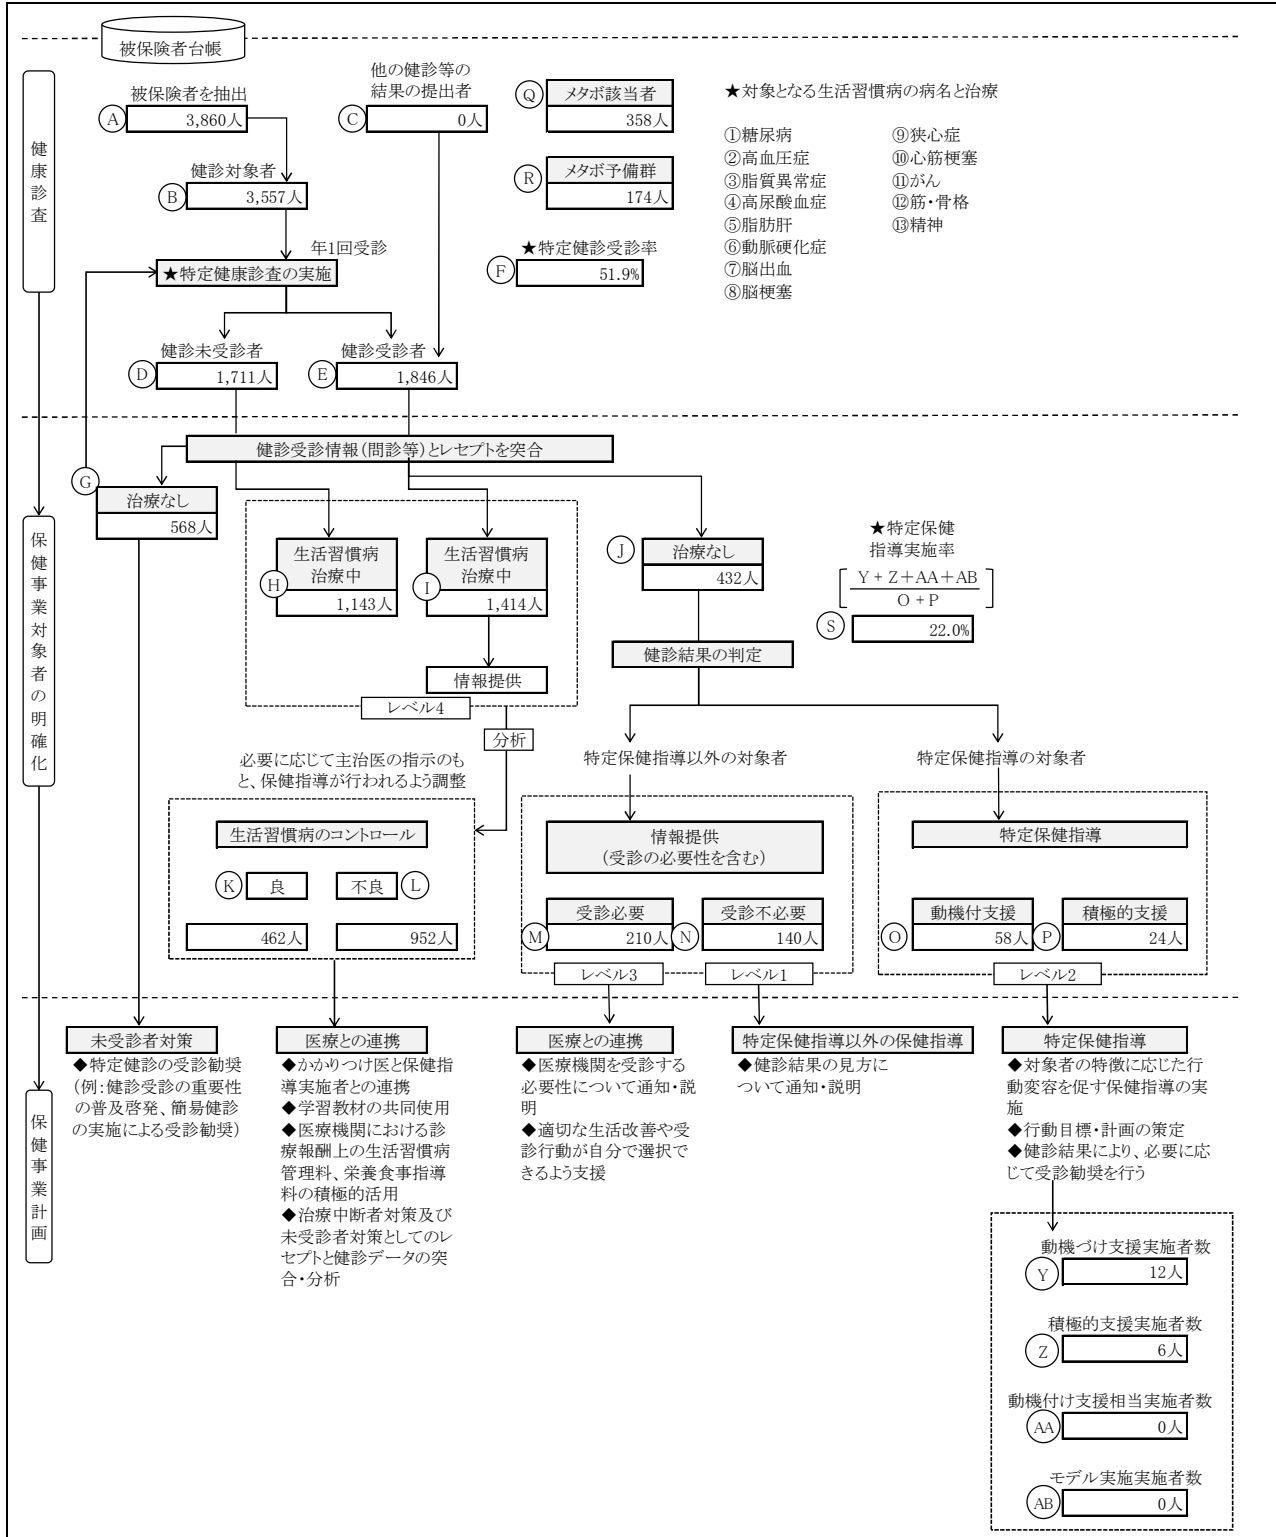 被保険者台帳
健康診査
被保険者を抽出
A
3,860人
他の健診等の
結果の提出者
C
0人
健診対象者
B
3,557人
Q
メタボ該当者
358人
R
メタボ予備群
174人
★特定健診受診率
F
51.9%
★対象となる生活習慣病の病名と治療
①糖尿病
②高血圧症
③脂質異常症
④高尿酸血症
⑤脂肪肝
⑥動脈硬化症
⑦脳出血
⑧脳梗塞
⑨狭心症
⑩心筋梗塞
⑪がん
⑫筋・骨格
⑬精神
年1回受診
★特定健康診査の実施
健診未受診者
D
1,711人
健診受診者
E
1,846人
保健事業対象者の明確化
健診受診情報(問診等)とレセプトを突合
G
治療なし
568人
生活習慣病
治療中
H
1,143人
生活習慣病
治療中
I
1,414人
情報提供
レベル4
分析
J
治療なし
432人
健診結果の判定
★特定保健
指導実施率
Y + Z+AA+AB
O + P
S
22.0%
必要に応じて主治医の指示のも
と、保健指導が行われるよう調整
特定保健指導以外の対象者
特定保健指導の対象者
生活習慣病のコントロール
K
良
不良
L
462人
952人
情報提供
(受診の必要性を含む)
受診必要
M
210人
受診不必要
N
140人
レベル3
レベル1
特定保健指導
動機付支援
O
58人
積極的支援
P
24人
レベル2
保健事業計画
未受診者対策
◆特定健診の受診勧奨
(例:健診受診の重要性
の普及啓発、簡易健診
の実施による受診勧奨)
医療との連携
◆かかりつけ医と保健指
導実施者との連携
◆学習教材の共同使用
◆医療機関における診
療報酬上の生活習慣病
管理料、栄養食事指導
料の積極的活用
◆治療中断者対策及び
未受診者対策としてのレ
セプトと健診データの突
合・分析
医療との連携
◆医療機関を受診する
必要性について通知・説
明
◆適切な生活改善や受
診行動が自分で選択で
きるよう支援
特定保健指導以外の保健指導
◆健診結果の見方に
ついて通知・説明
特定保健指導
◆対象者の特徴に応じた行
動変容を促す保健指導の実
施
◆行動目標・計画の策定
◆健診結果により、必要に応
じて受診勧奨を行う
動機づけ支援実施者数
Y
12人
積極的支援実施者数
Z
6人
動機付け支援相当実施者数
AA
0人
モデル実施実施者数
AB
0人